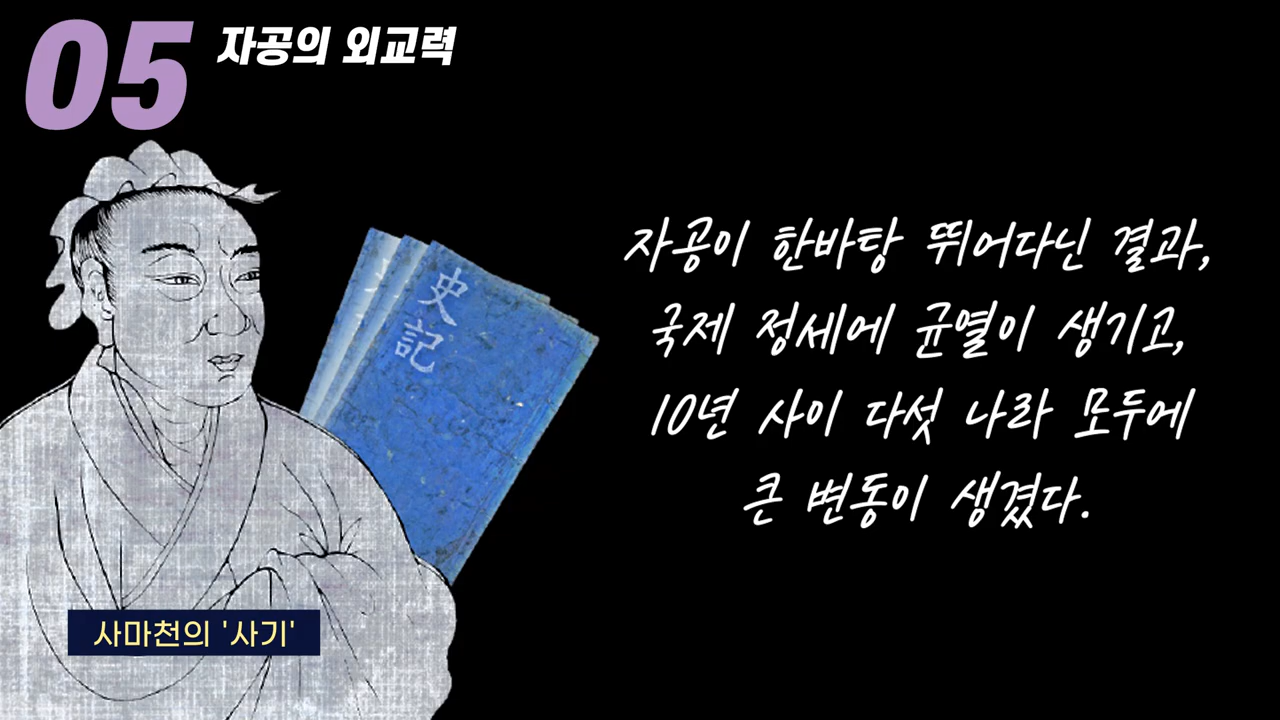 05
자공의 외교력
史記
자공이 한바탕 뛰어다닌 결과,
국제 정세에 균열이 생기고,
10년 사이 다섯 나라 모두에
큰 변동이 생겼다.
사마천의 '사기'